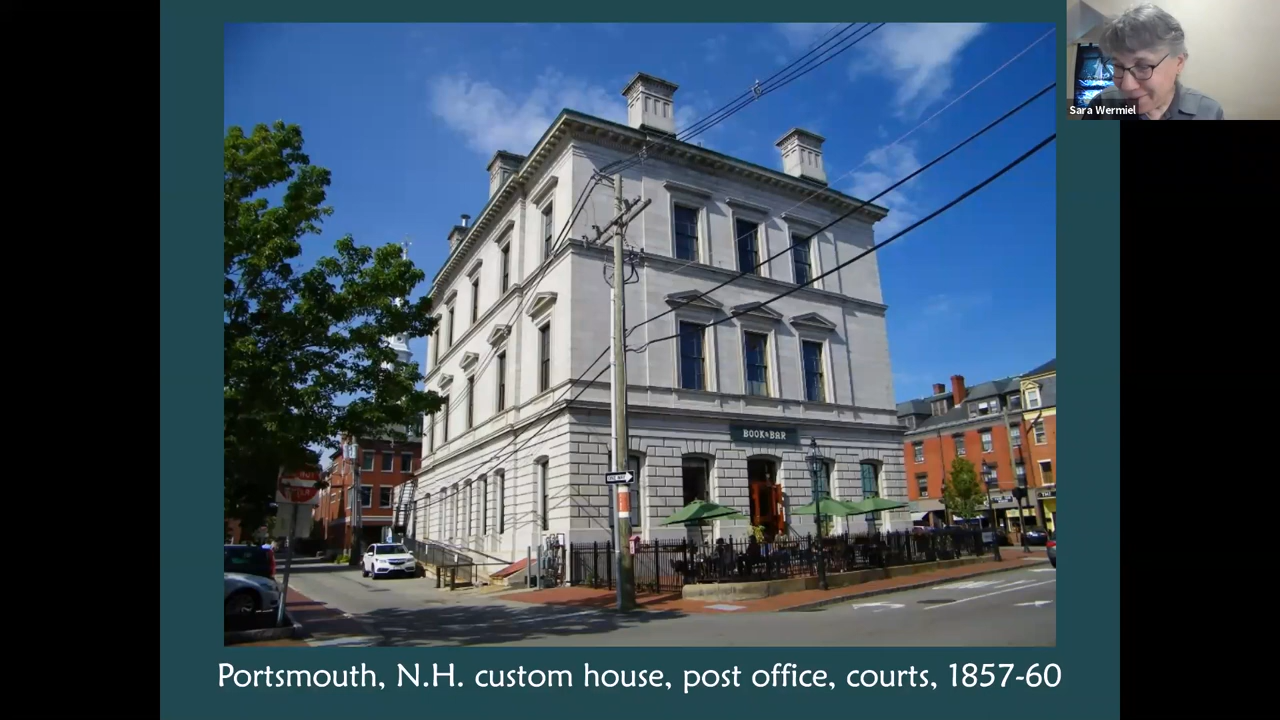 Sara Wermiel
BOOK & BAR
ONE WAY
Portsmouth, N.H. custom house, post office, courts, 1857-60